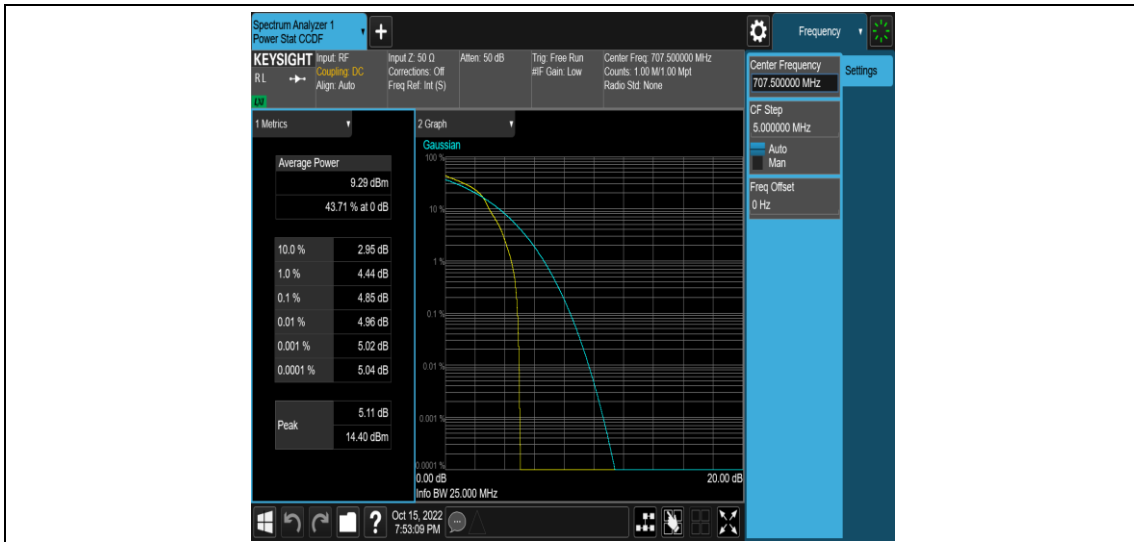 Spectrum Analyzer 1
Power Stat CCDF
+
Frequency
KEYSIGHT
RL
LXI
Input: RF
Coupling: DC
Align: Auto
Input Z: 50 Ω
Corrections: Off
Freq Ref: Int (S)
Atten: 50 dB
Trig: Free Run
#IF Gain: Low
Center Freq: 707.500000 MHz
Counts: 1.00 M/1.00 Mpt
Radio Std: None
Center Frequency
707.500000 MHz
Settings
CF Step
5.000000 MHz
Auto
Man
Freq Offset
0 Hz
1 Metrics
Average Power
9.29 dBm
43.71 % at 0 dB
10.0 % 2.95 dB
1.0 % 4.44 dB
0.1 % 4.85 dB
0.01 % 4.96 dB
0.001 % 5.02 dB
0.0001 % 5.04 dB
Peak
5.11 dB
14.40 dBm
2 Graph
Gaussian
100 %
10 %
1 %
0.1 %
0.01 %
0.001 %
0.0001 %
0.00 dB 20.00 dB
Info BW 25.000 MHz
?
Oct 15, 2022
7:53:09 PM